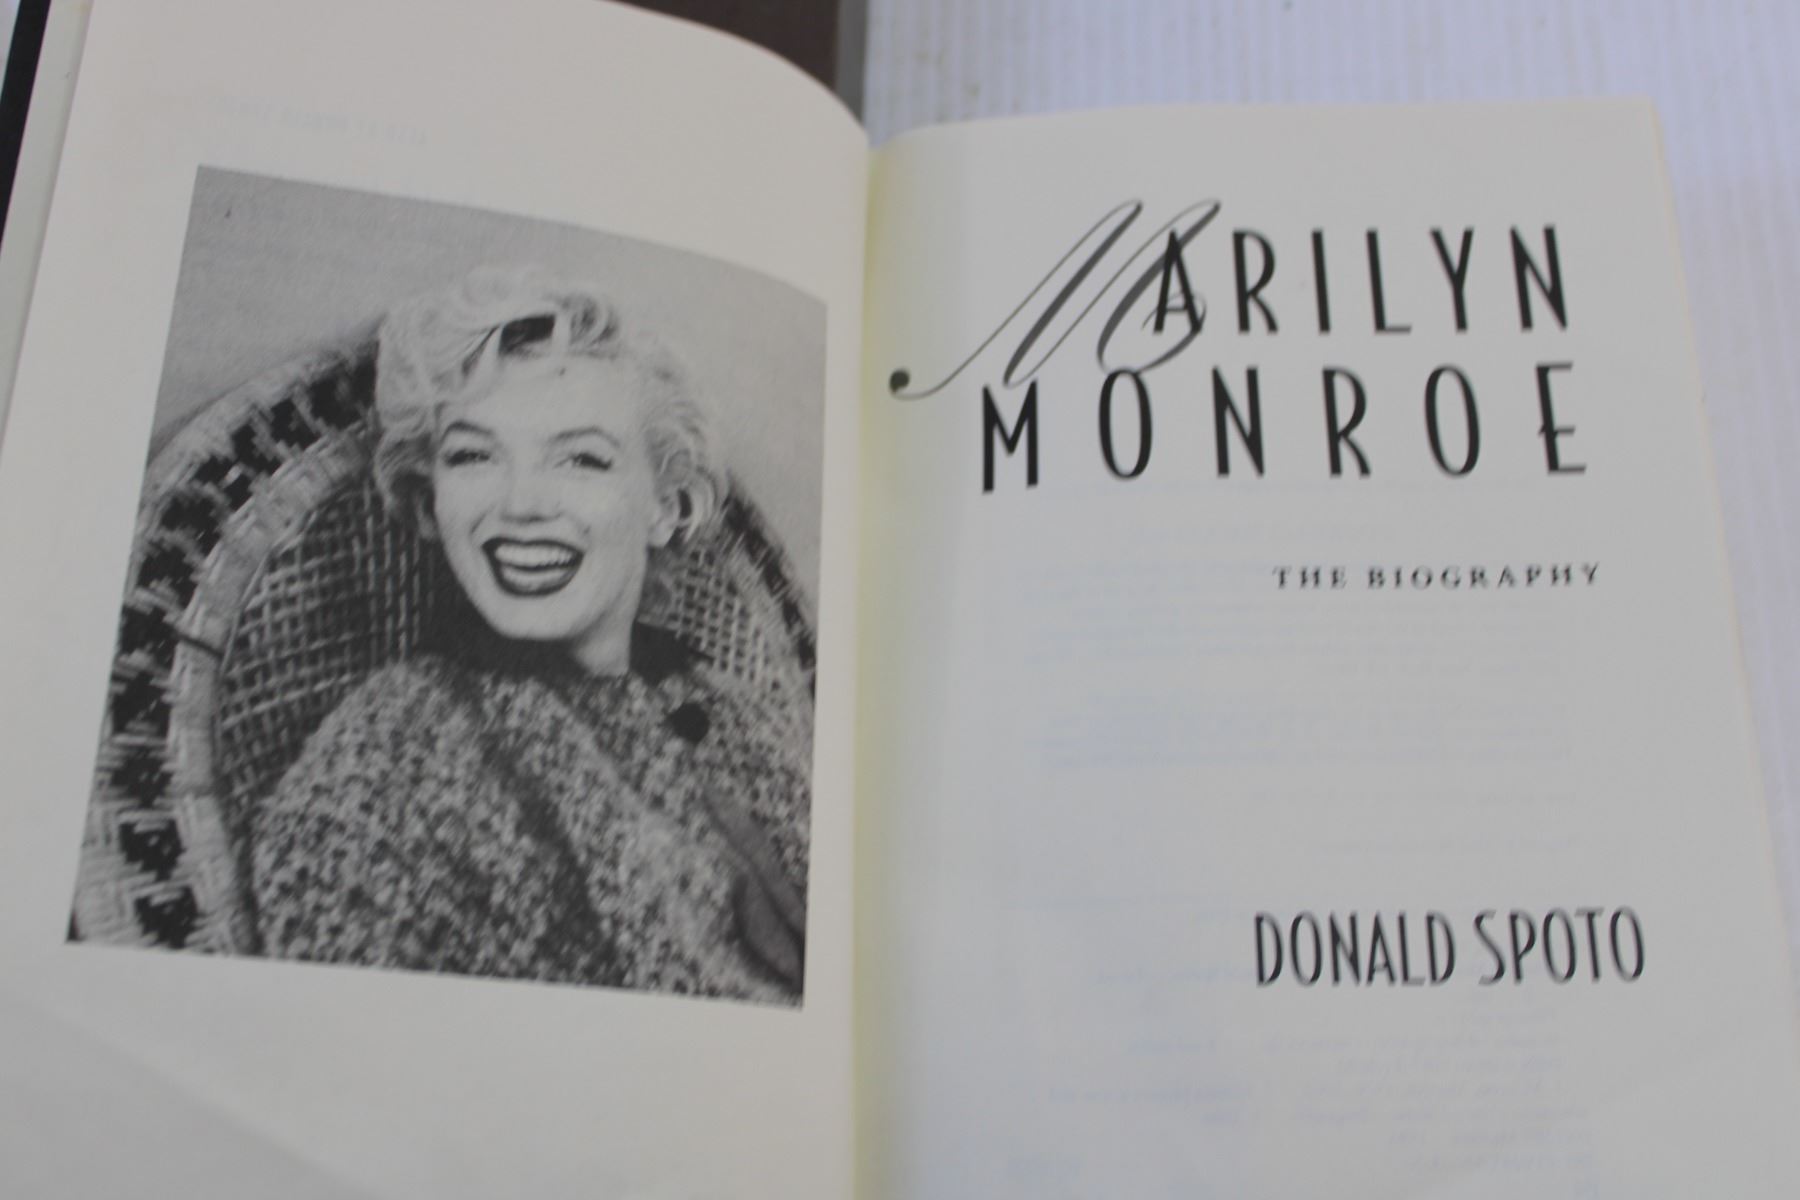 MARILYN
MONROE
THE BIOGRAPHY
DONALD SPOTO